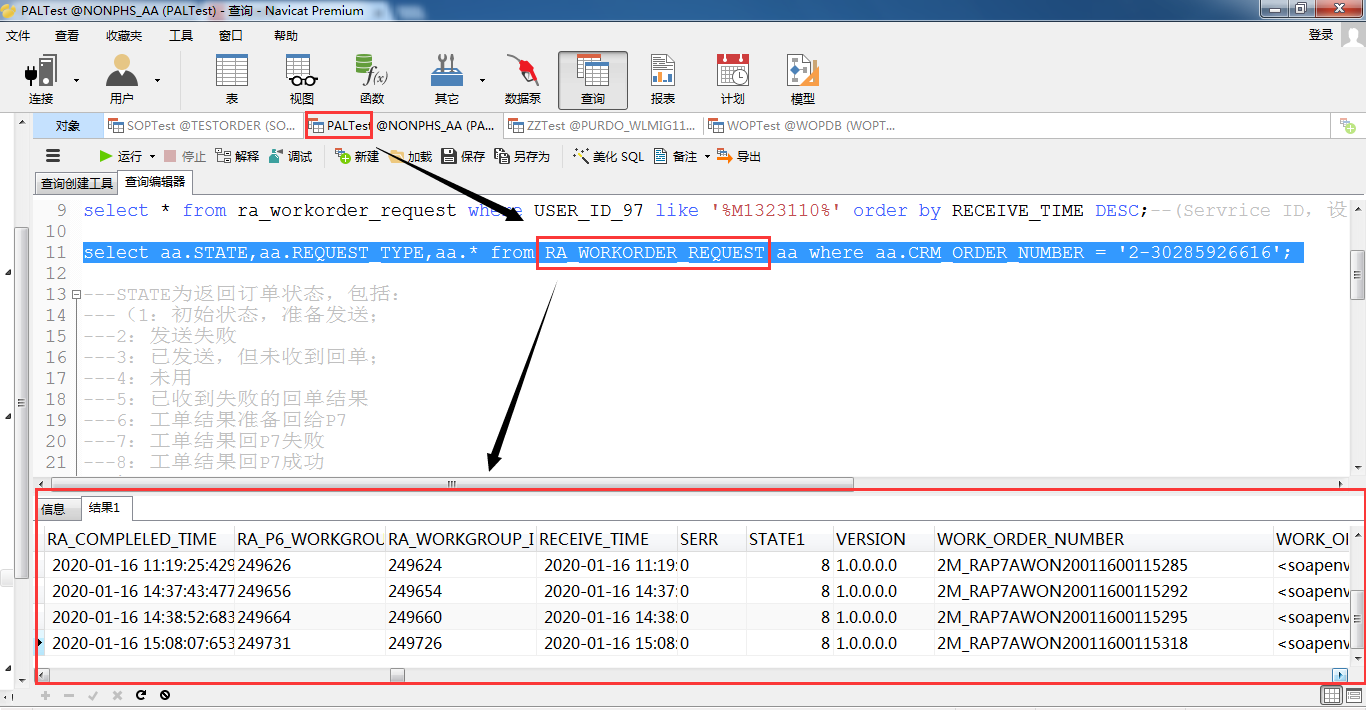 PALTest @NONPHS_AA (PALTest) - 查询 - Navicat Premium
文件 查看 收藏夹 工具 窗口 帮助 登录
连接 用户 表 视图 函数 其它 数据泵 查询 报表 计划 模型
对象 SOPTest @TESTORDER (SO... PALTest @NONPHS_AA (PA... ZZTest @PURDO_WLMIG11... WOPTest @WOPDB (WOPT...
运行 停止 解释 调试 新建 加载 保存 另存为 美化 SQL 备注 导出
查询创建工具 查询编辑器
9 select * from ra_workorder_request where USER_ID_97 like '%M1323110%' order by RECEIVE_TIME DESC;--(Servrice ID, 设
10
11 select aa.STATE,aa.REQUEST_TYPE,aa.* from RA_WORKORDER_REQUEST aa where aa.CRM_ORDER_NUMBER = '2-30285926616';
12
13 ---STATE为返回订单状态，包括：
14 ---（1：初始状态，准备发送；
15 ---2：发送失败
16 ---3：已发送，但未收到回单；
17 ---4：未用
18 ---5：已收到失败的回单结果
19 ---6：工单结果准备回给P7
20 ---7：工单结果回P7失败
21 ---8：工单结果回P7成功
信息 结果1
RA_COMPLELED_TIME RA_P6_WORKGROU RA_WORKGROUP_I RECEIVE_TIME SERR STATE1 VERSION WORK_ORDER_NUMBER WORK_OI
2020-01-16 11:19:25:429 249626 249624 2020-01-16 11:19: 0 8 1.0.0.0.0 2M_RAP7AWON20011600115285 <soapenv
2020-01-16 14:37:43:477 249656 249654 2020-01-16 14:37: 0 8 1.0.0.0.0 2M_RAP7AWON20011600115292 <soapenv
2020-01-16 14:38:52:683 249664 249660 2020-01-16 14:38: 0 8 1.0.0.0.0 2M_RAP7AWON20011600115295 <soapenv
2020-01-16 15:08:07:653 249731 249726 2020-01-16 15:08: 0 8 1.0.0.0.0 2M_RAP7AWON20011600115318 <soapenv